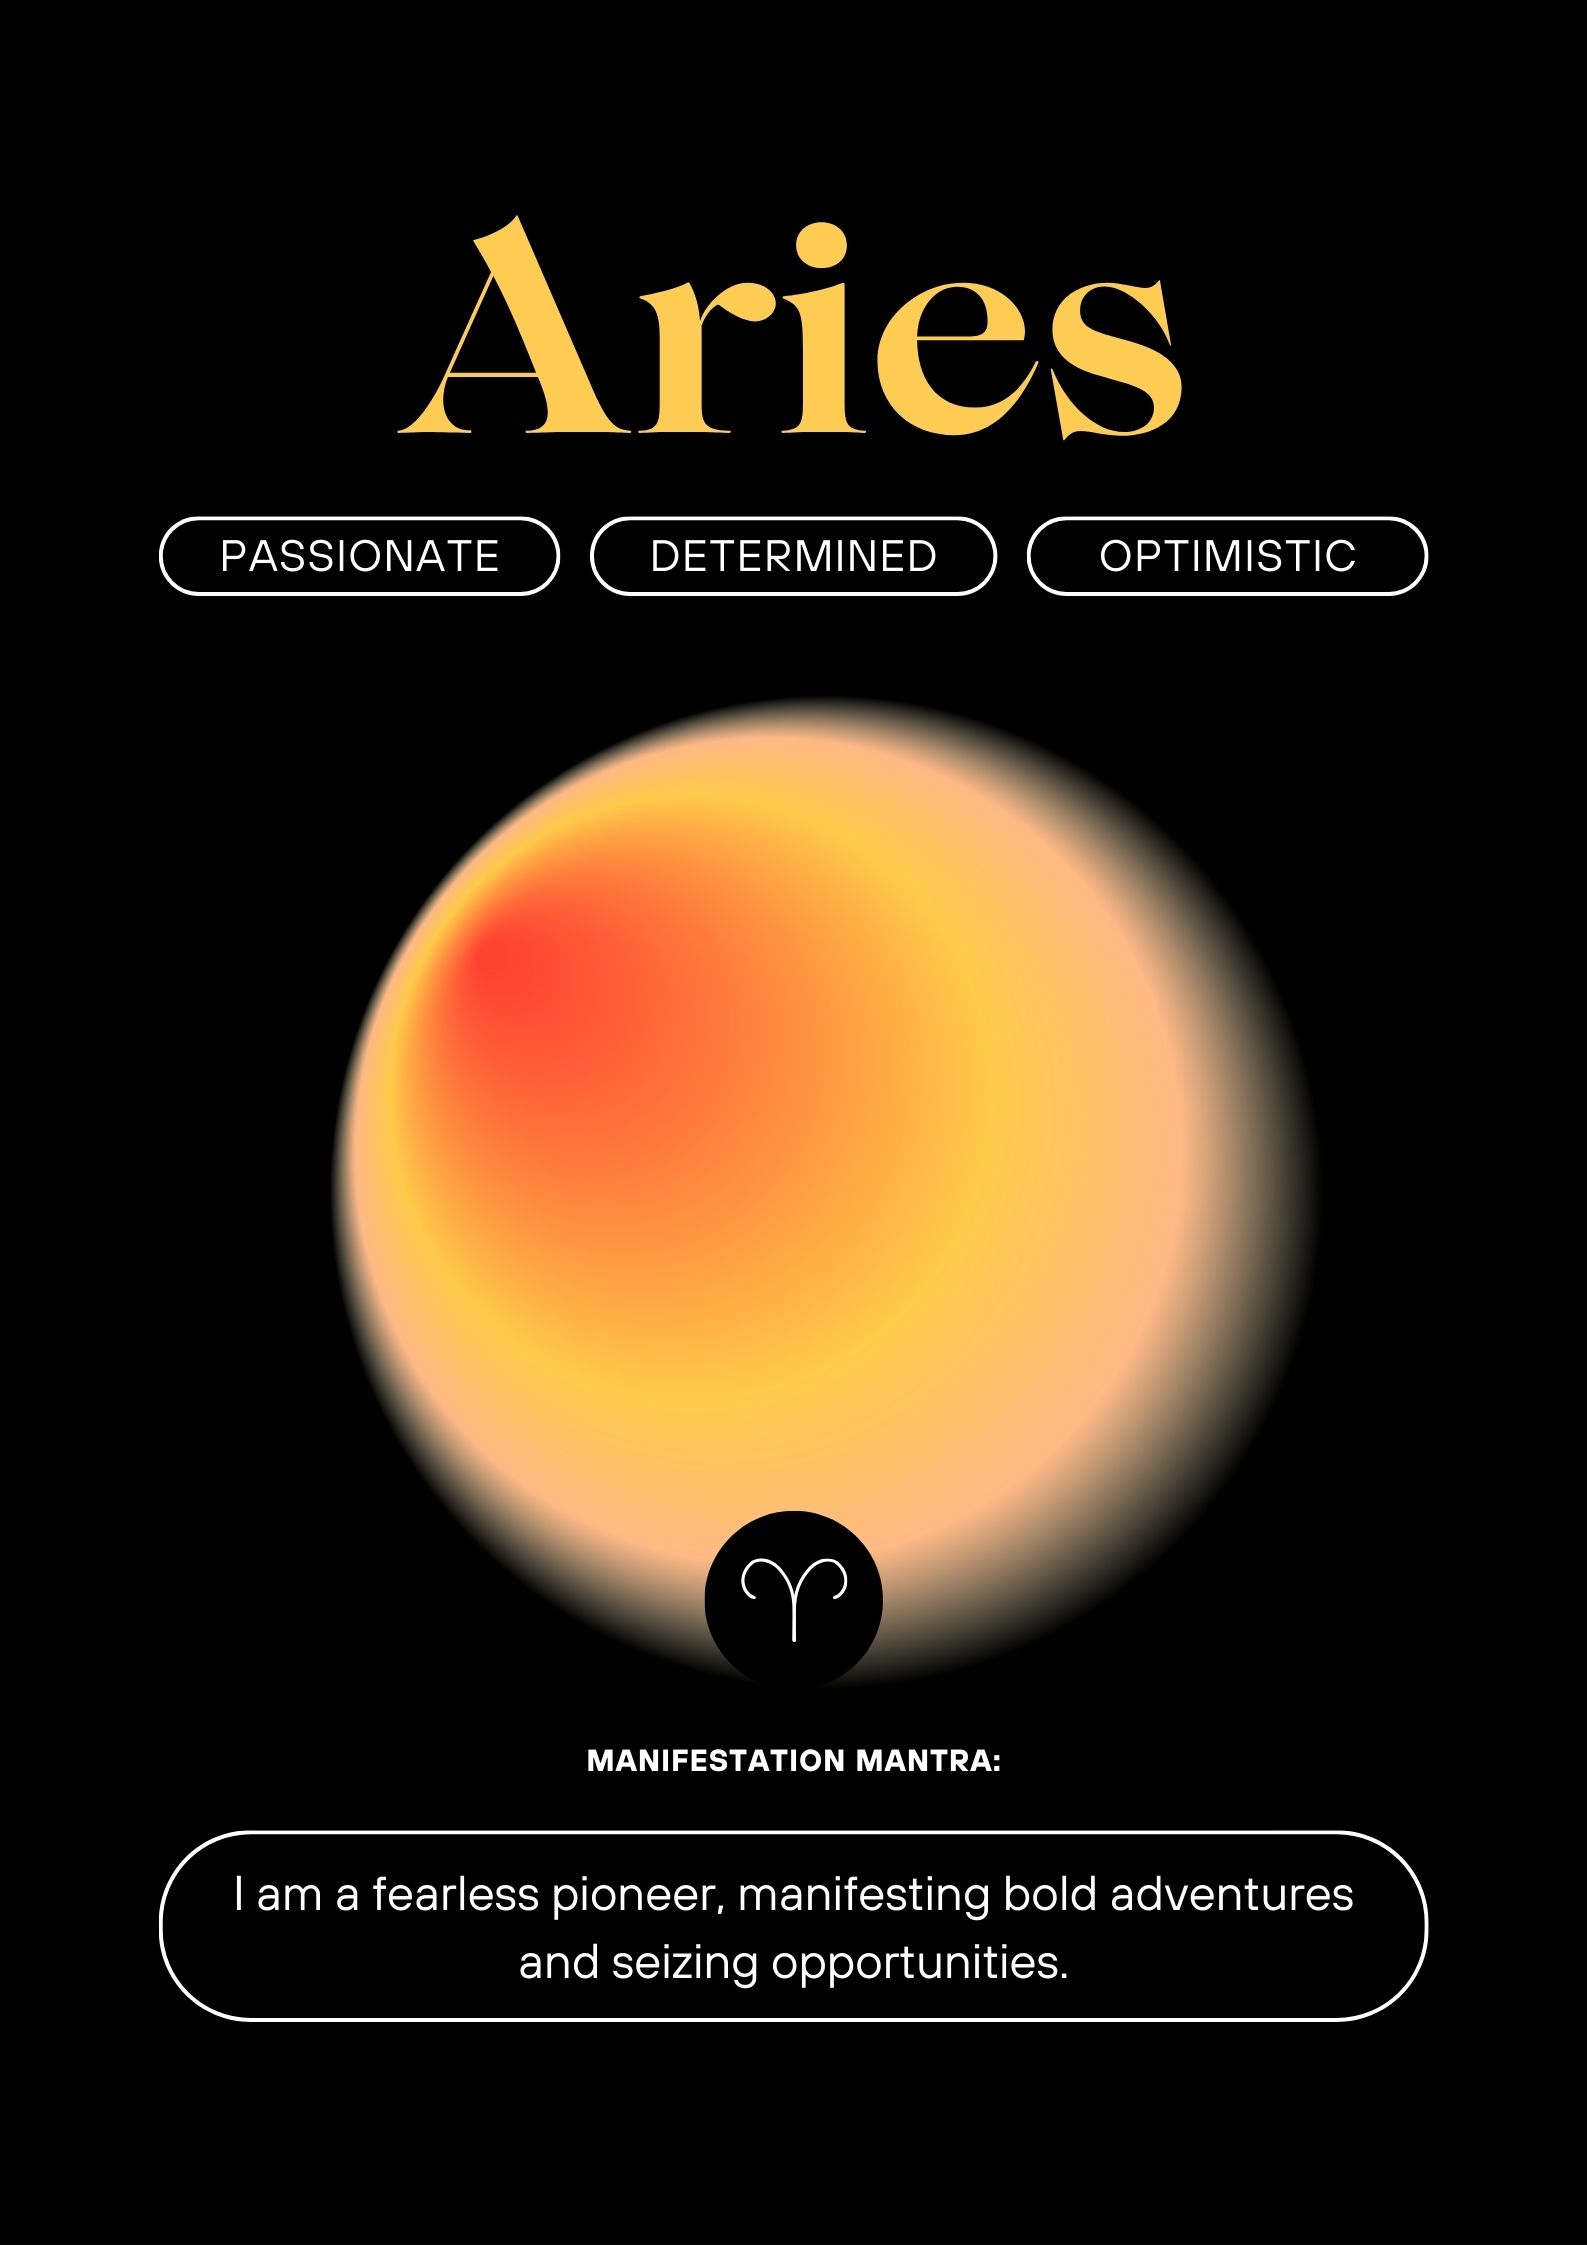 Aries
PASSIONATE DETERMINED OPTIMISTIC
MANIFESTATION MANTRA:
I am a fearless pioneer, manifesting bold adventures
and seizing opportunities.